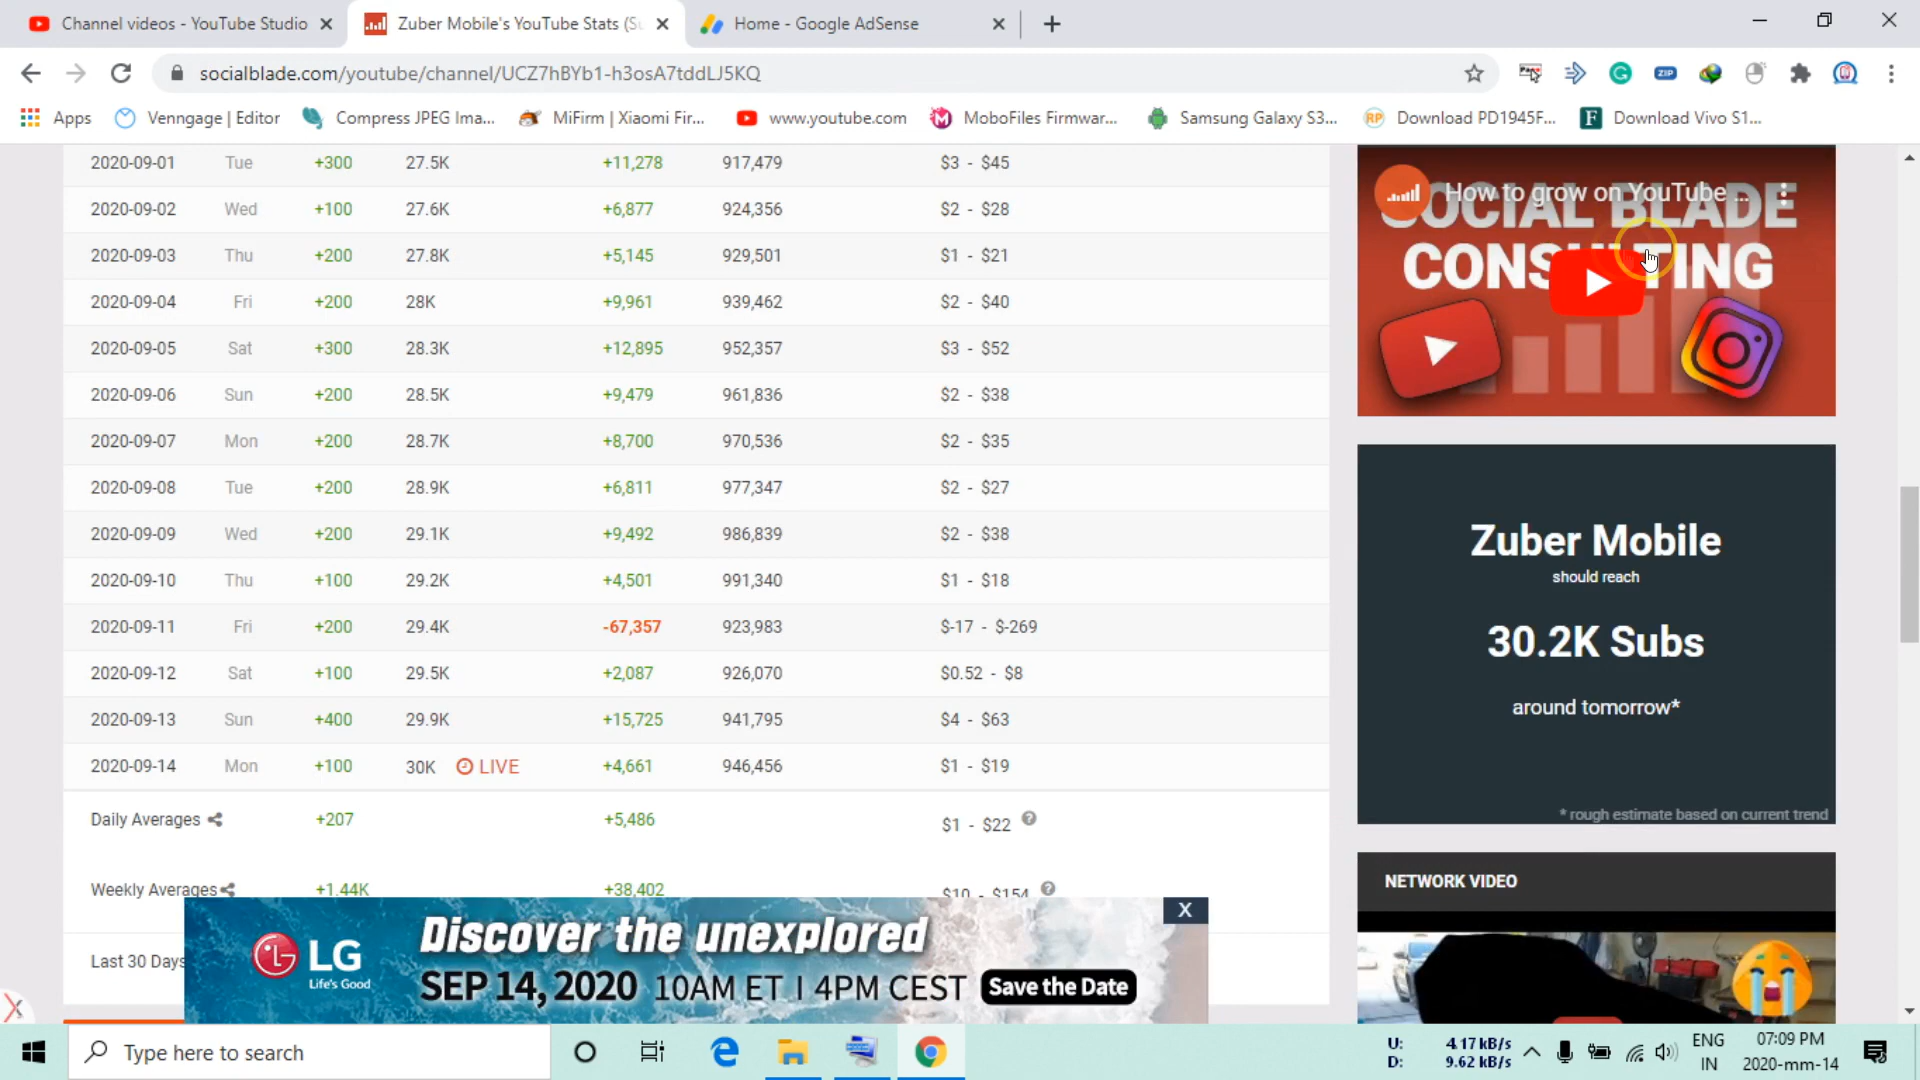 Channel videos - YouTube Studio
Zuber Mobile's YouTube Stats (S
Home - Google AdSense
socialblade.com/youtube/channel/UCZ7hBYb1-h3osA7tddLJ5KQ
Apps
Venngage | Editor
Compress JPEG Ima...
MiFirm | Xiaomi Fir...
www.youtube.com
MoboFiles Firmwar...
Samsung Galaxy S3...
RP Download PD1945F...
F Download Vivo S1...
2020-09-01 Tue +300 27.5K +11,278 917,479 $3 - $45
2020-09-02 Wed +100 27.6K +6,877 924,356 $2 - $28
2020-09-03 Thu +200 27.8K +5,145 929,501 $1 - $21
2020-09-04 Fri +200 28K +9,961 939,462 $2 - $40
2020-09-05 Sat +300 28.3K +12,895 952,357 $3 - $52
2020-09-06 Sun +200 28.5K +9,479 961,836 $2 - $38
2020-09-07 Mon +200 28.7K +8,700 970,536 $2 - $35
2020-09-08 Tue +200 28.9K +6,811 977,347 $2 - $27
2020-09-09 Wed +200 29.1K +9,492 986,839 $2 - $38
2020-09-10 Thu +100 29.2K +4,501 991,340 $1 - $18
2020-09-11 Fri +200 29.4K -67,357 923,983 $-17 - $-269
2020-09-12 Sat +100 29.5K +2,087 926,070 $0.52 - $8
2020-09-13 Sun +400 29.9K +15,725 941,795 $4 - $63
2020-09-14 Mon +100 30K LIVE +4,661 946,456 $1 - $19
Daily Averages +207 +5,486 $1 - $22
Weekly Averages +1.44K +38,402 $10 - $154
Last 30 Days
How to grow on YouTube ...
SOCIAL BLADE
CONSULTING
Zuber Mobile
should reach
30.2K Subs
around tomorrow*
* rough estimate based on current trend
NETWORK VIDEO
X
LG
Life's Good
Discover the unexplored
SEP 14, 2020 10AM ET I 4PM CEST
Save the Date
Type here to search
U: 4.17 kB/s
D: 9.62 kB/s
ENG
IN
07:09 PM
2020-mm-14